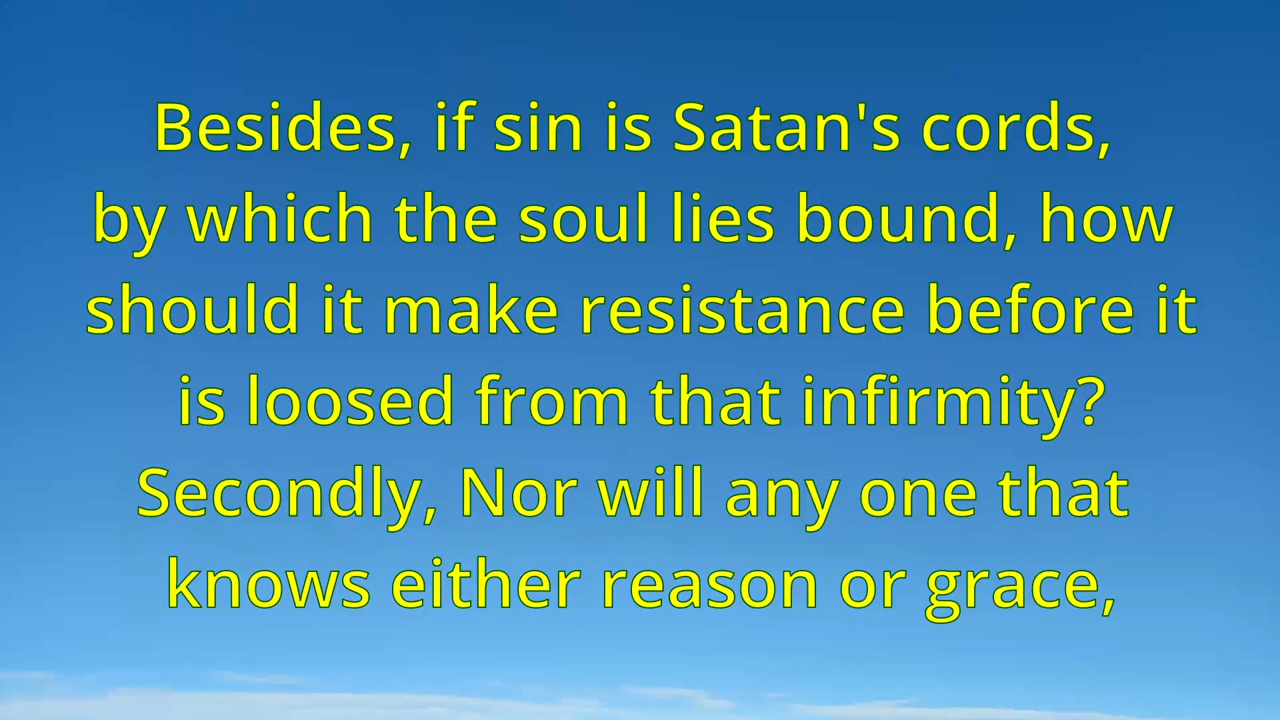 Besides, if sin is Satan's cords,
by which the soul lies bound, how
should it make resistance before it
is loosed from that infirmity?
Secondly, Nor will any one that
knows either reason or grace,